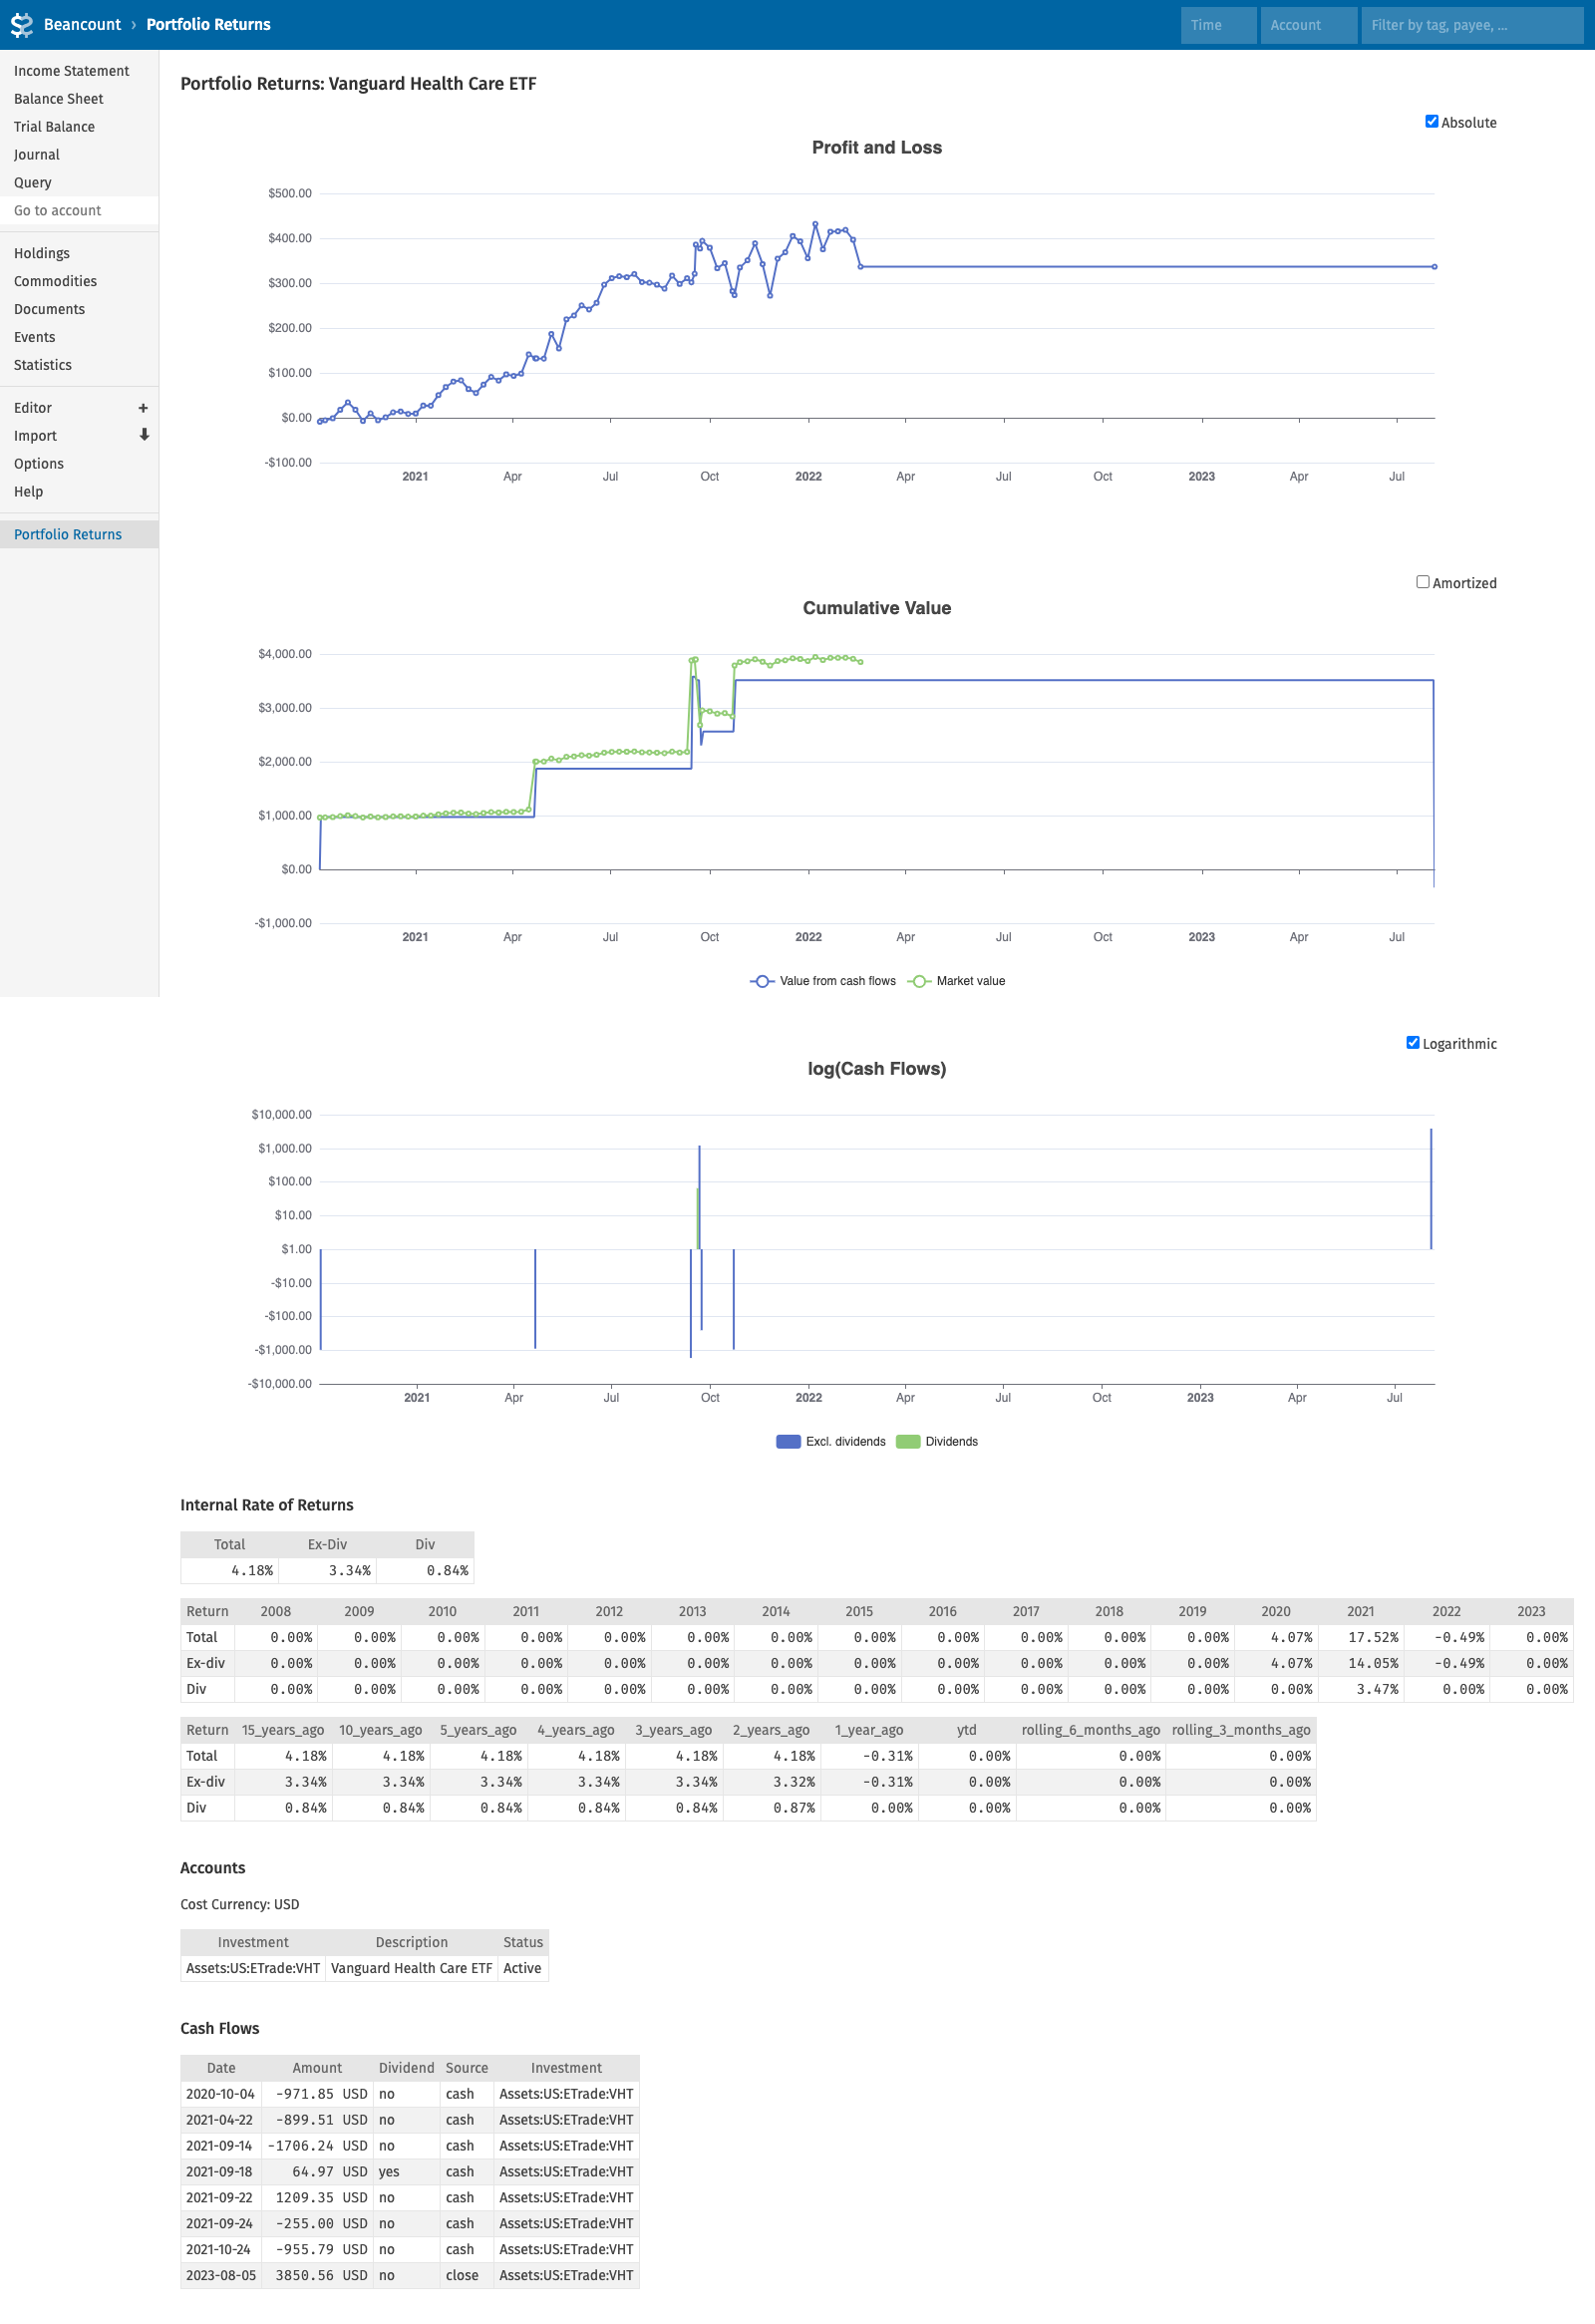 Beancount › Portfolio Returns
Time
Account
Filter by tag, payee, ...
Income Statement
Balance Sheet
Trial Balance
Journal
Query
Go to account
Holdings
Commodities
Documents
Events
Statistics
Editor +
Import
Options
Help
Portfolio Returns
Portfolio Returns: Vanguard Health Care ETF
Absolute
Profit and Loss
$500.00
$400.00
$300.00
$200.00
$100.00
$0.00
-$100.00
2021 Apr Jul Oct 2022 Apr Jul Oct 2023 Apr Jul
Amortized
Cumulative Value
$4,000.00
$3,000.00
$2,000.00
$1,000.00
$0.00
-$1,000.00
2021 Apr Jul Oct 2022 Apr Jul Oct 2023 Apr Jul
Value from cash flows Market value
Logarithmic
log(Cash Flows)
$10,000.00
$1,000.00
$100.00
$10.00
$1.00
-$10.00
-$100.00
-$1,000.00
-$10,000.00
2021 Apr Jul Oct 2022 Apr Jul Oct 2023 Apr Jul
Excl. dividends Dividends
Internal Rate of Returns
Total Ex-Div Div
4.18% 3.34% 0.84%
Return 2008 2009 2010 2011 2012 2013 2014 2015 2016 2017 2018 2019 2020 2021 2022 2023
Total 0.00% 0.00% 0.00% 0.00% 0.00% 0.00% 0.00% 0.00% 0.00% 0.00% 0.00% 0.00% 4.07% 17.52% -0.49% 0.00%
Ex-div 0.00% 0.00% 0.00% 0.00% 0.00% 0.00% 0.00% 0.00% 0.00% 0.00% 0.00% 0.00% 4.07% 14.05% -0.49% 0.00%
Div 0.00% 0.00% 0.00% 0.00% 0.00% 0.00% 0.00% 0.00% 0.00% 0.00% 0.00% 0.00% 0.00% 3.47% 0.00% 0.00%
Return 15_years_ago 10_years_ago 5_years_ago 4_years_ago 3_years_ago 2_years_ago 1_year_ago ytd rolling_6_months_ago rolling_3_months_ago
Total 4.18% 4.18% 4.18% 4.18% 4.18% 4.18% -0.31% 0.00% 0.00% 0.00%
Ex-div 3.34% 3.34% 3.34% 3.34% 3.34% 3.32% -0.31% 0.00% 0.00% 0.00%
Div 0.84% 0.84% 0.84% 0.84% 0.84% 0.87% 0.00% 0.00% 0.00% 0.00%
Accounts
Cost Currency: USD
Investment Description Status
Assets:US:ETrade:VHT Vanguard Health Care ETF Active
Cash Flows
Date Amount Dividend Source Investment
2020-10-04 -971.85 USD no cash Assets:US:ETrade:VHT
2021-04-22 -899.51 USD no cash Assets:US:ETrade:VHT
2021-09-14 -1706.24 USD no cash Assets:US:ETrade:VHT
2021-09-18 64.97 USD yes cash Assets:US:ETrade:VHT
2021-09-22 1209.35 USD no cash Assets:US:ETrade:VHT
2021-09-24 -255.00 USD no cash Assets:US:ETrade:VHT
2021-10-24 -955.79 USD no cash Assets:US:ETrade:VHT
2023-08-05 3850.56 USD no close Assets:US:ETrade:VHT